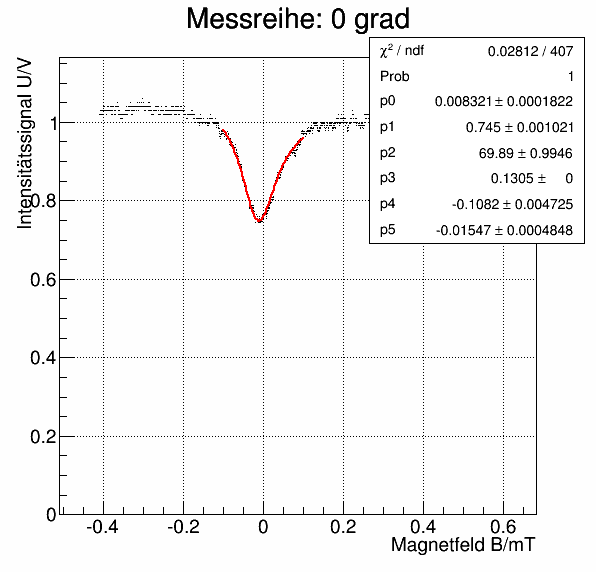 Messreihe: 0 grad
χ² / ndf 0.02812 / 407
Prob 1
p0 0.008321 ± 0.0001822
p1 0.745 ± 0.001021
p2 69.89 ± 0.9946
p3 0.1305 ± 0
p4 -0.1082 ± 0.004725
p5 -0.01547 ± 0.0004848
Intensitätssignal U/V
1
0.8
0.6
0.4
0.2
0
-0.4 -0.2 0 0.2 0.4 0.6
Magnetfeld B/mT